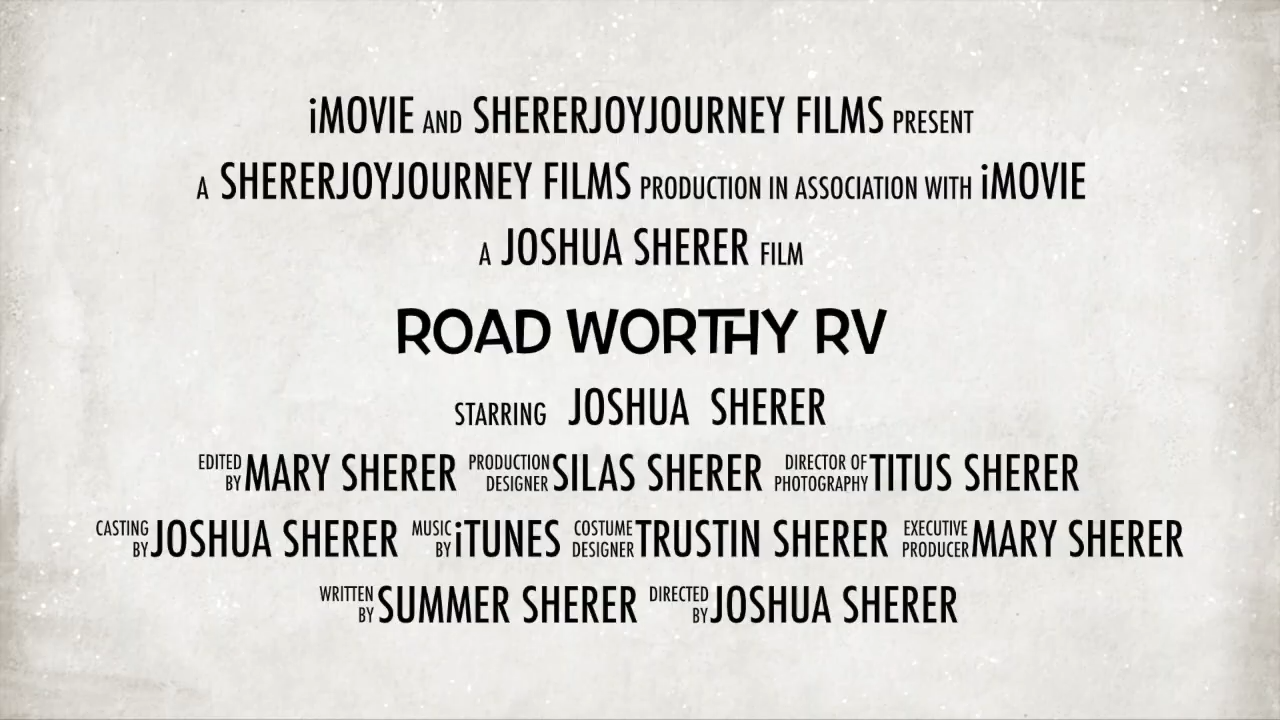 iMOVIE AND SHERERJOYJOURNEY FILMS PRESENT
A SHERERJOYJOURNEY FILMS PRODUCTION IN ASSOCIATION WITH iMOVIE
A JOSHUA SHERER FILM
ROAD WORTHY RV
STARRING JOSHUA SHERER
EDITED BY MARY SHERER PRODUCTION DESIGNER SILAS SHERER DIRECTOR OF PHOTOGRAPHY TITUS SHERER
CASTING BY JOSHUA SHERER MUSIC BY iTUNES COSTUME DESIGNER TRUSTIN SHERER EXECUTIVE PRODUCER MARY SHERER
WRITTEN BY SUMMER SHERER DIRECTED BY JOSHUA SHERER